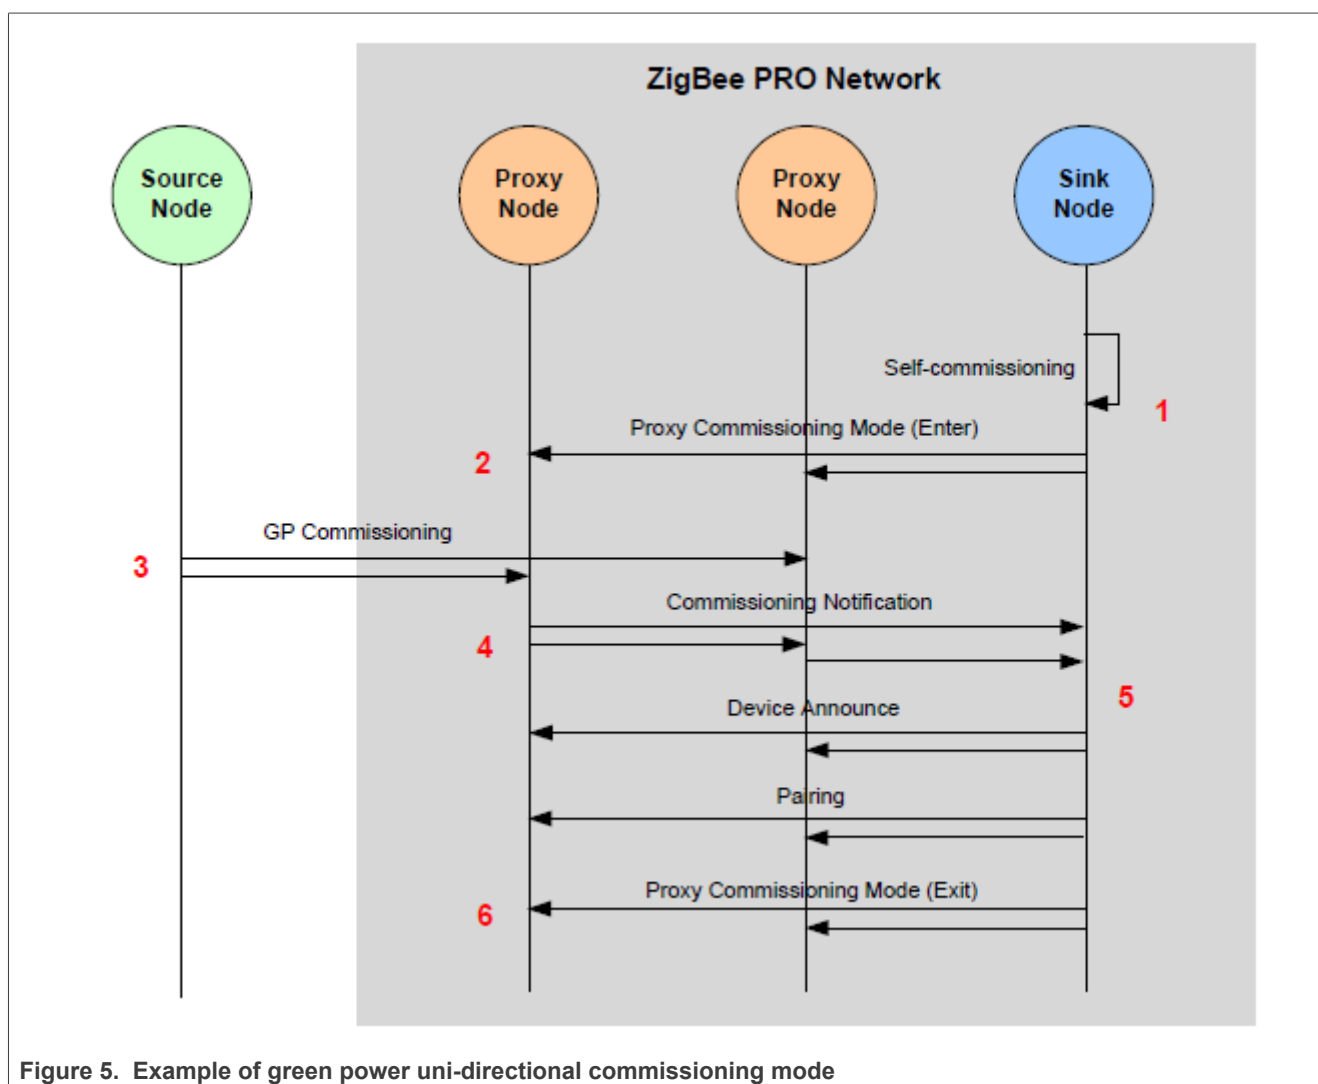 ZigBee PRO Network
Source
Node
Proxy
Node
Proxy
Node
Sink
Node
Self-commissioning
1
Proxy Commissioning Mode (Enter)
2
GP Commissioning
3
Commissioning Notification
4
5
Device Announce
Pairing
Proxy Commissioning Mode (Exit)
6
Figure 5. Example of green power uni-directional commissioning mode